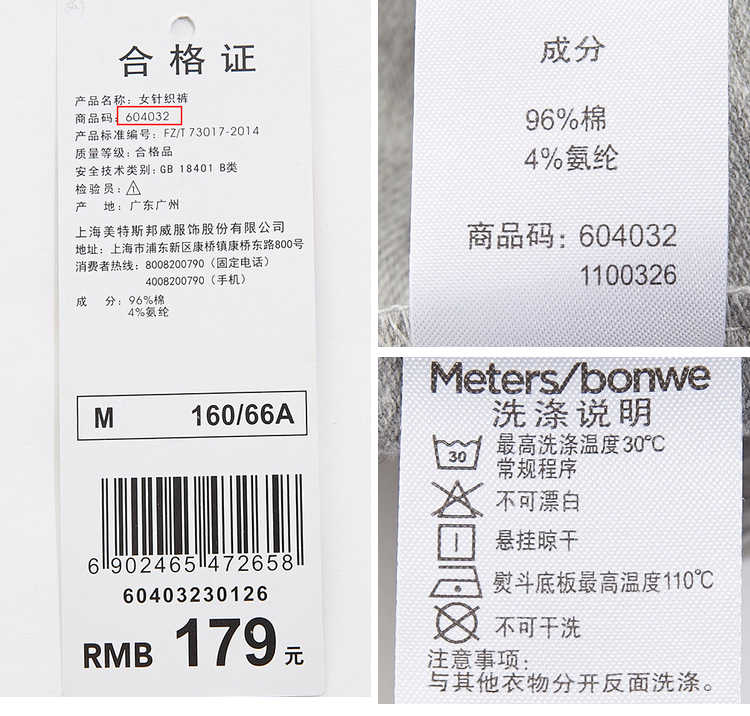 合格证
产品名称：女针织裤
商品码：604032
产品标准编号：FZ/T 73017-2014
质量等级：合格品
安全技术类别：GB 18401 B类
检验员：1
产 地：广东广州
上海美特斯邦威服饰股份有限公司
地址：上海市浦东新区康桥镇康桥东路800号
消费者热线：8008200790（固定电话）
4008200790（手机）
成 分：96%棉
4%氨纶
M 160/66A
6 902465 472658
60403230126
RMB 179元
成分
96%棉
4%氨纶
商品码：604032
1100326
Meters/bonwe
洗涤说明
30 最高洗涤温度30℃
常规程序
不可漂白
悬挂晾干
熨斗底板最高温度110℃
不可干洗
注意事项：
与其他衣物分开反面洗涤。